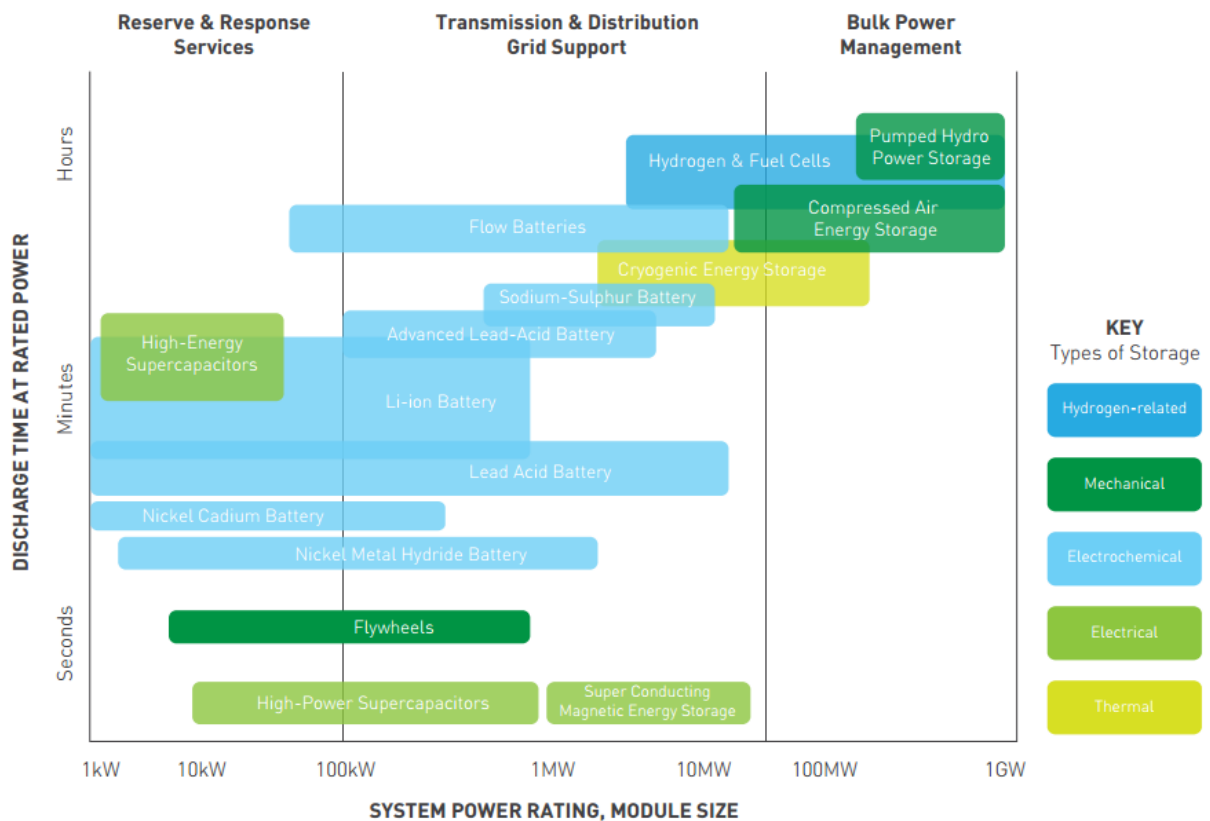 Reserve & Response
Services
Transmission & Distribution
Grid Support
Bulk Power
Management
DISCHARGE TIME AT RATED POWER
Hours
Minutes
Seconds
Pumped Hydro
Power Storage
Hydrogen & Fuel Cells
Compressed Air
Energy Storage
Flow Batteries
Cryogenic Energy Storage
Sodium-Sulphur Battery
Advanced Lead-Acid Battery
High-Energy
Supercapacitors
Li-ion Battery
Lead Acid Battery
Nickel Cadium Battery
Nickel Metal Hydride Battery
Flywheels
High-Power Supercapacitors
Super Conducting
Magnetic Energy Storage
1kW
10kW
100kW
1MW
10MW
100MW
1GW
SYSTEM POWER RATING, MODULE SIZE
KEY
Types of Storage
Hydrogen-related
Mechanical
Electrochemical
Electrical
Thermal